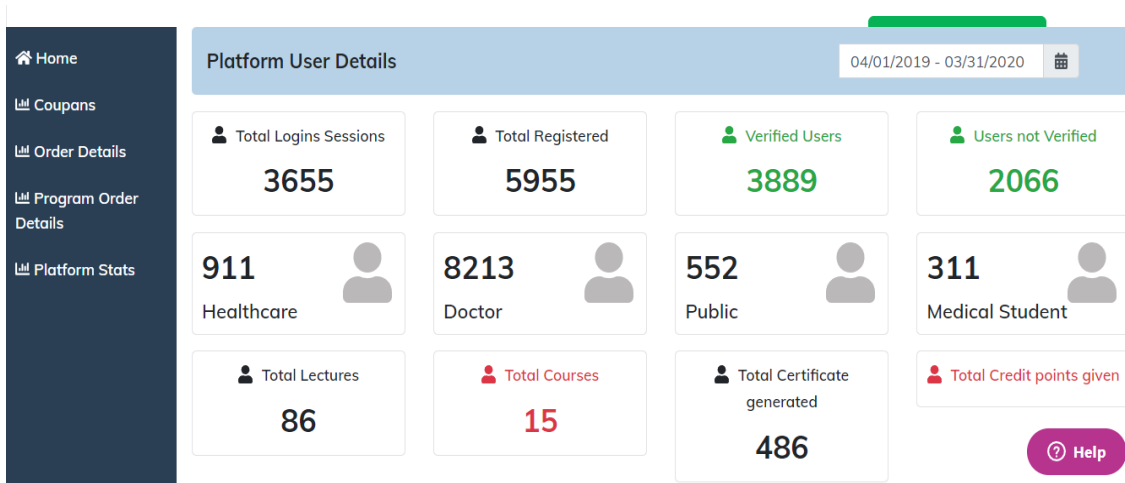 Home
Coupans
Order Details
Program Order
Details
Platform Stats
Platform User Details
04/01/2019 - 03/31/2020
Total Logins Sessions
3655
Total Registered
5955
Verified Users
3889
Users not Verified
2066
911
Healthcare
8213
Doctor
552
Public
311
Medical Student
Total Lectures
86
Total Courses
15
Total Certificate
generated
486
Total Credit points given
Help